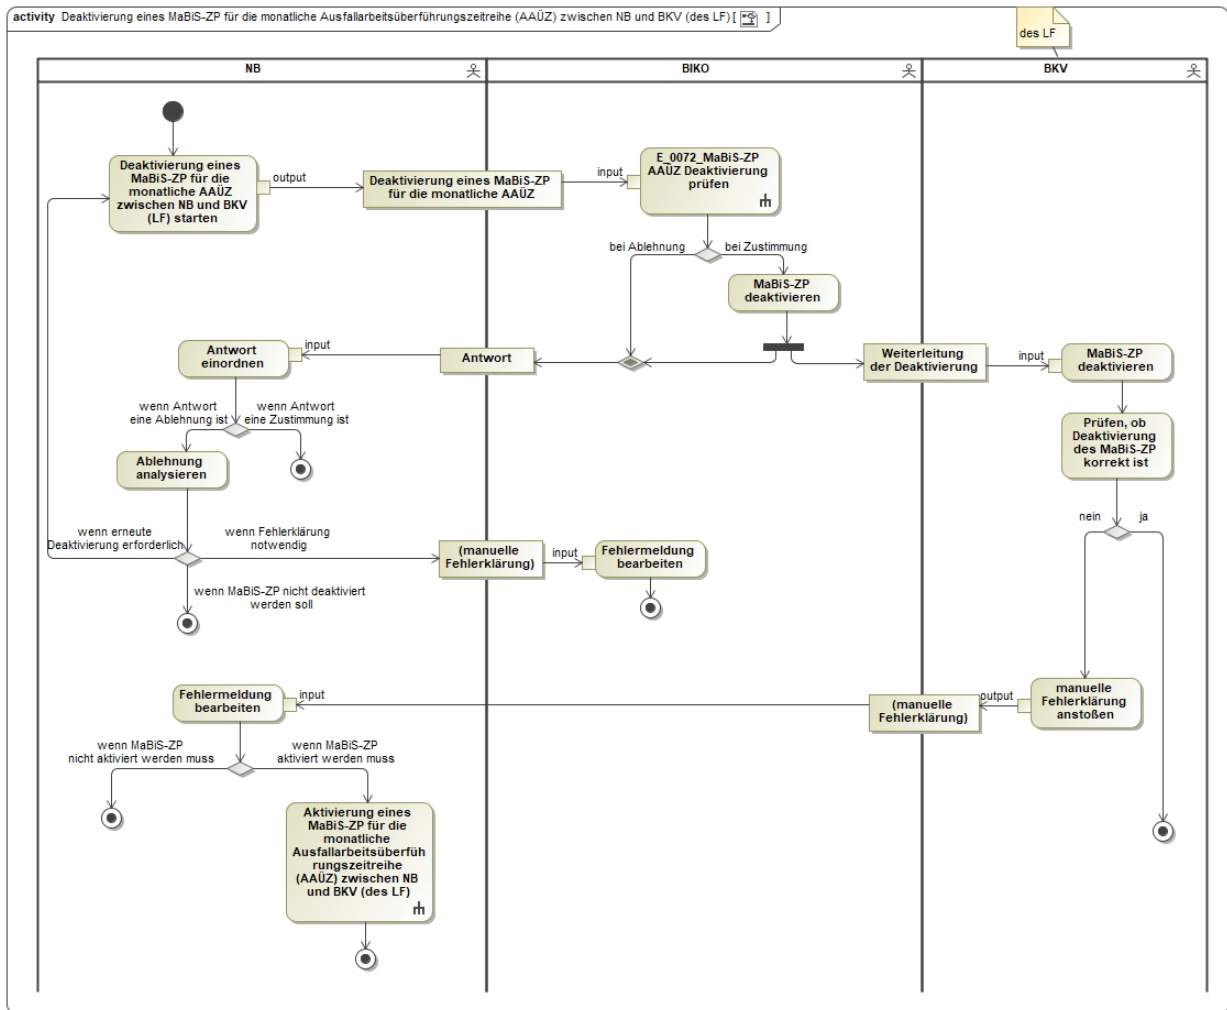 activity Deaktivierung eines MaBiS-ZP für die monatliche Ausfallarbeitsüberführungszeitreihe (AAÜZ) zwischen NB und BKV (des LF) [ ]
des LF
NB
BIKO
BKV
Deaktivierung eines
MaBiS-ZP für die
monatliche AAÜZ
zwischen NB und BKV
(LF) starten
output
Deaktivierung eines MaBiS-ZP
für die monatliche AAÜZ
input
E_0072_MaBiS-ZP
AAÜZ Deaktivierung
prüfen
bei Ablehnung
bei Zustimmung
MaBiS-ZP
deaktivieren
Antwort
einordnen
input
Antwort
Weiterleitung
der Deaktivierung
input
MaBiS-ZP
deaktivieren
wenn Antwort
eine Ablehnung ist
wenn Antwort
eine Zustimmung ist
Prüfen, ob
Deaktivierung
des MaBiS-ZP
korrekt ist
Ablehnung
analysieren
nein
ja
wenn erneute
Deaktivierung erforderlich
wenn Fehlerklärung
notwendig
(manuelle
Fehlerklärung)
input
Fehlermeldung
bearbeiten
wenn MaBiS-ZP nicht deaktiviert
werden soll
Fehlermeldung
bearbeiten
input
(manuelle
Fehlerklärung)
output
manuelle
Fehlerklärung
anstoßen
wenn MaBiS-ZP
nicht aktiviert werden muss
wenn MaBiS-ZP
aktiviert werden muss
Aktivierung eines
MaBiS-ZP für die
monatliche
Ausfallarbeitsüberfüh
rungszeitreihe
(AAÜZ) zwischen NB
und BKV (des LF)